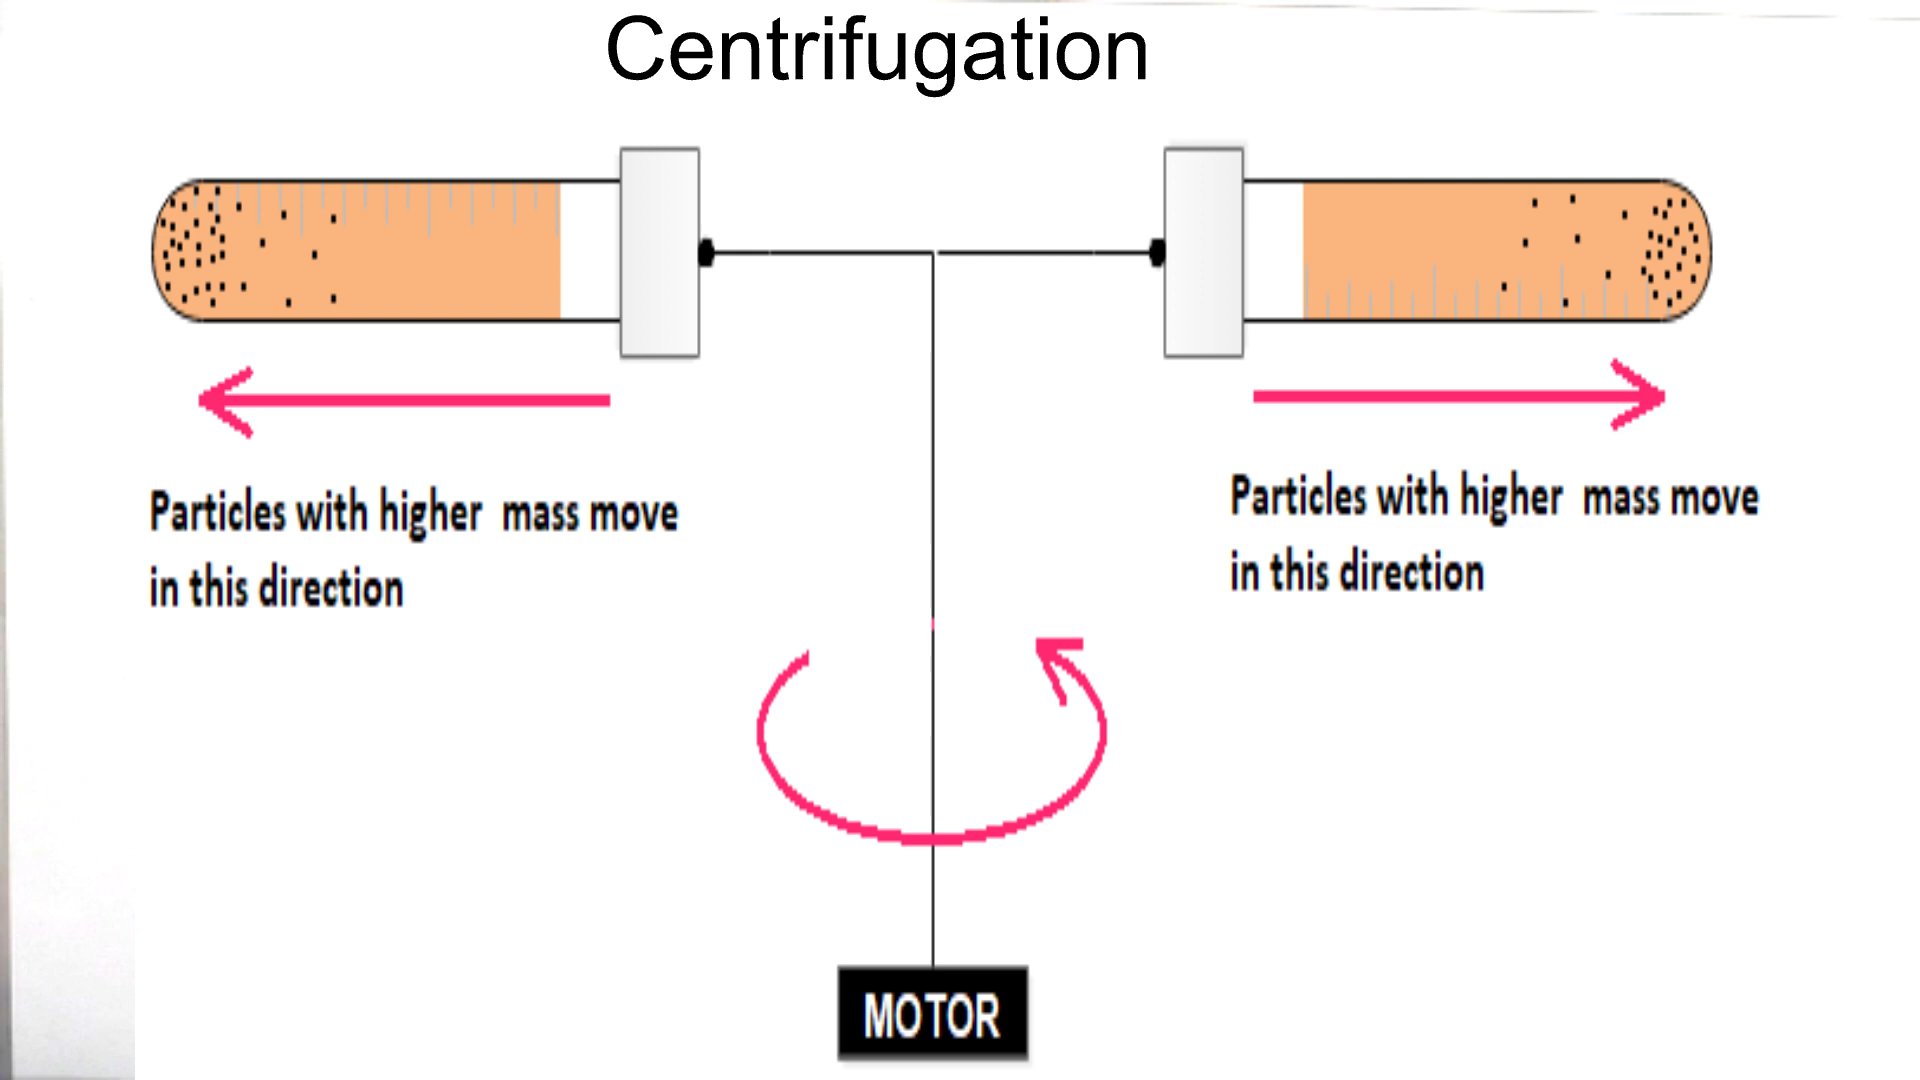 Centrifugation
Particles with higher mass move
in this direction
Particles with higher mass move
in this direction
MOTOR